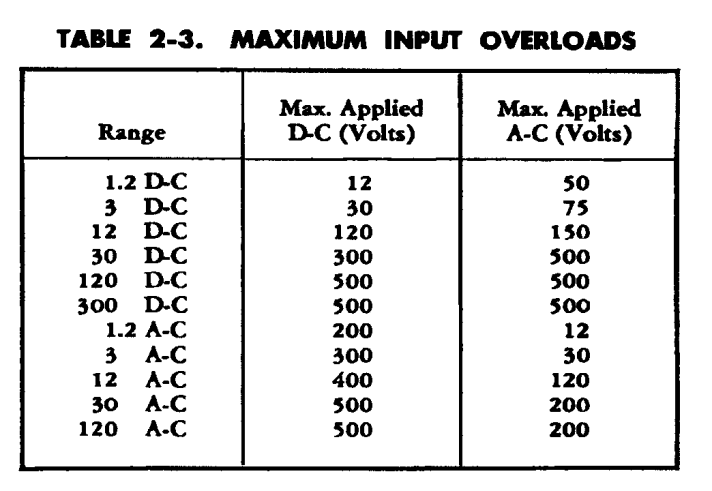 TABLE 2-3. MAXIMUM INPUT OVERLOADS
Range Max. Applied D-C (Volts) Max. Applied A-C (Volts)
1.2 D-C 12 50
3 D-C 30 75
12 D-C 120 150
30 D-C 300 500
120 D-C 500 500
300 D-C 500 500
1.2 A-C 200 12
3 A-C 300 30
12 A-C 400 120
30 A-C 500 200
120 A-C 500 200